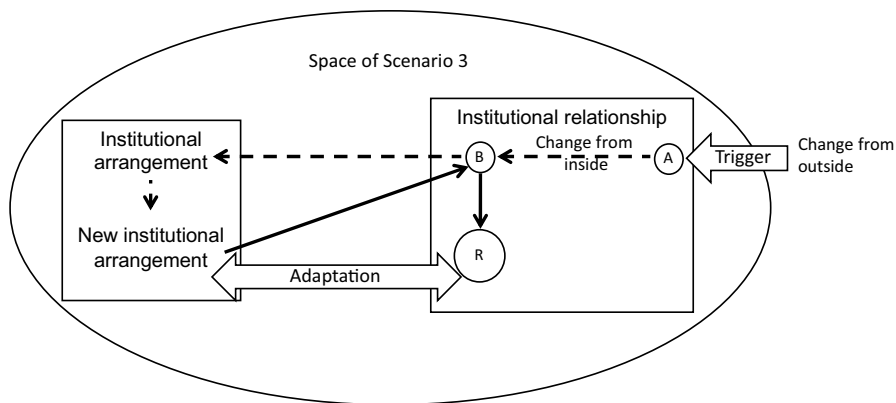 Space of Scenario 3
Institutional
arrangement
New institutional
arrangement
Adaptation
Institutional relationship
B
Change from
inside
A
R
Trigger
Change from
outside